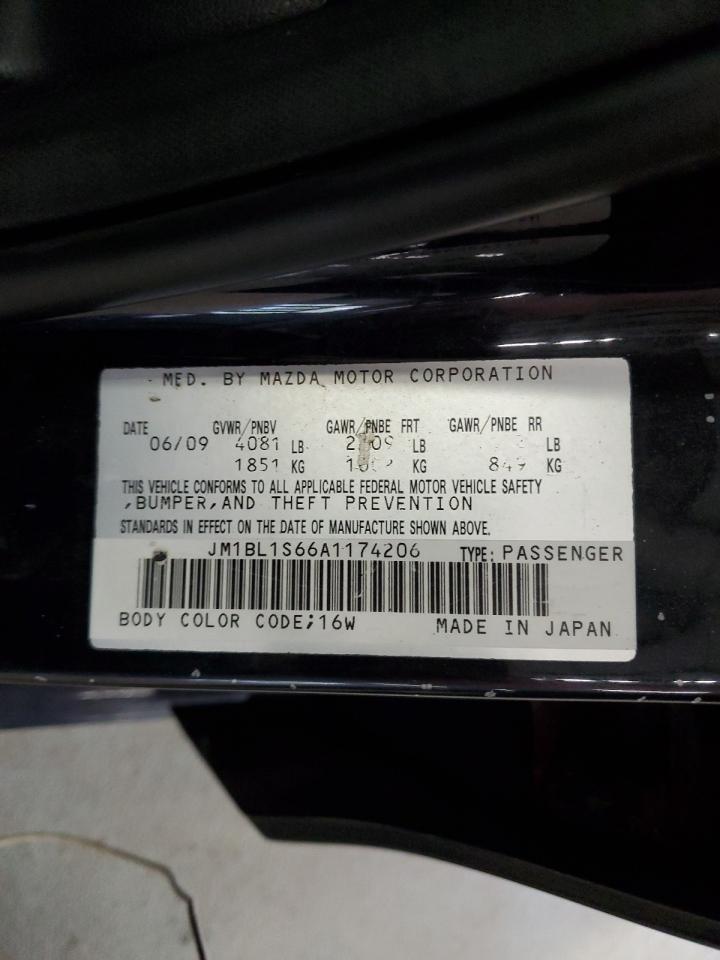 MED. BY MAZDA MOTOR CORPORATION
DATE GVWR/PNBV GAWR/PNBE FRT GAWR/PNBE RR
06/09 4081 LB LB LB
1851 KG KG 849 KG
THIS VEHICLE CONFORMS TO ALL APPLICABLE FEDERAL MOTOR VEHICLE SAFETY
,BUMPER,AND THEFT PREVENTION
STANDARDS IN EFFECT ON THE DATE OF MANUFACTURE SHOWN ABOVE.
JM1BL1S66A1174206 TYPE: PASSENGER
BODY COLOR CODE;16W MADE IN JAPAN